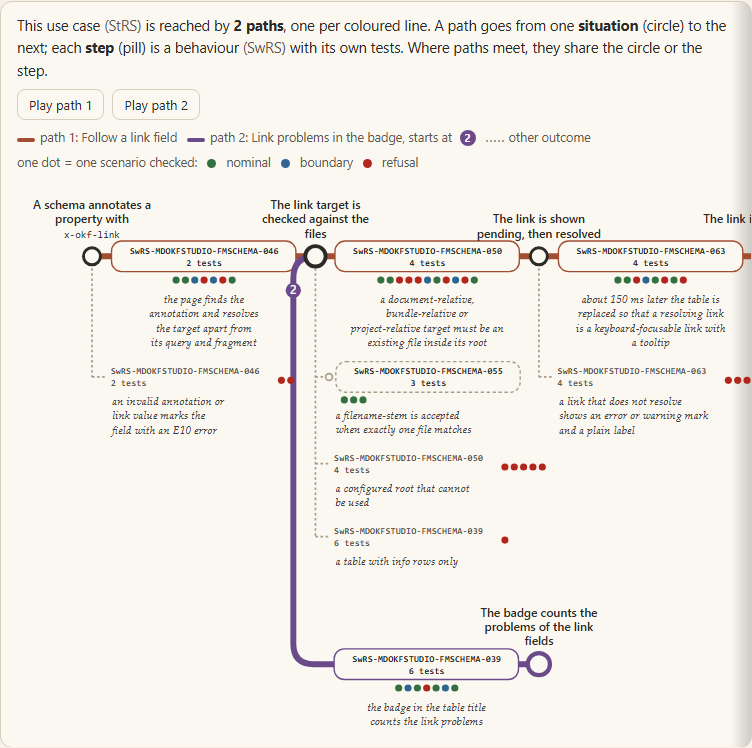 This use case (StRS) is reached by 2 paths, one per coloured line. A path goes from one situation (circle) to the
next; each step (pill) is a behaviour (SwRS) with its own tests. Where paths meet, they share the circle or the
step.
Play path 1
Play path 2
path 1: Follow a link field
path 2: Link problems in the badge, starts at 2
other outcome
one dot = one scenario checked:
nominal
boundary
refusal
A schema annotates a
property with
x-okf-link
SwRS-MDOKFSTUDIO-FMSCHEMA-046
2 tests
the page finds the
annotation and resolves
the target apart from
its query and fragment
SwRS-MDOKFSTUDIO-FMSCHEMA-046
2 tests
an invalid annotation or
link value marks the
field with an E10 error
2
The link target is
checked against the
files
SwRS-MDOKFSTUDIO-FMSCHEMA-050
4 tests
a document-relative,
bundle-relative or
project-relative target must be an
existing file inside its root
SwRS-MDOKFSTUDIO-FMSCHEMA-055
3 tests
a filename-stem is accepted
when exactly one file matches
SwRS-MDOKFSTUDIO-FMSCHEMA-050
4 tests
a configured root that cannot
be used
SwRS-MDOKFSTUDIO-FMSCHEMA-039
6 tests
a table with info rows only
The link is shown
pending, then resolved
SwRS-MDOKFSTUDIO-FMSCHEMA-063
4 tests
about 150 ms later the table is
replaced so that a resolving link
is a keyboard-focusable link with
a tooltip
SwRS-MDOKFSTUDIO-FMSCHEMA-063
4 tests
a link that does not resolve
shows an error or warning mark
and a plain label
The link i
The badge counts the
problems of the link
fields
SwRS-MDOKFSTUDIO-FMSCHEMA-039
6 tests
the badge in the table title
counts the link problems